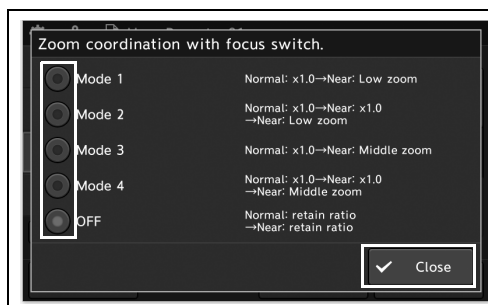 Zoom coordination with focus switch.
Mode 1 Normal: x1.0→Near: Low zoom
Mode 2 Normal: x1.0→Near: x1.0
→Near: Low zoom
Mode 3 Normal: x1.0→Near: Middle zoom
Mode 4 Normal: x1.0→Near: x1.0
→Near: Middle zoom
OFF Normal: retain ratio
→Near: retain ratio
Close